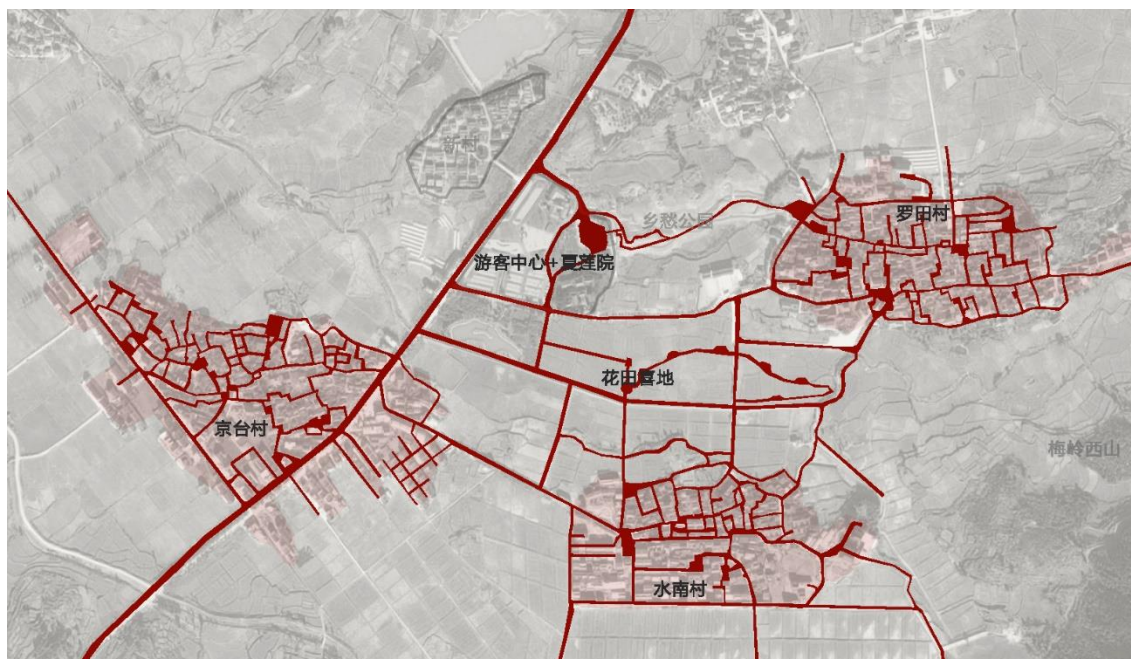 新村
乡愁公园
罗田村
游客中心+夏莲院
花田喜地
京台村
梅岭西山
水南村